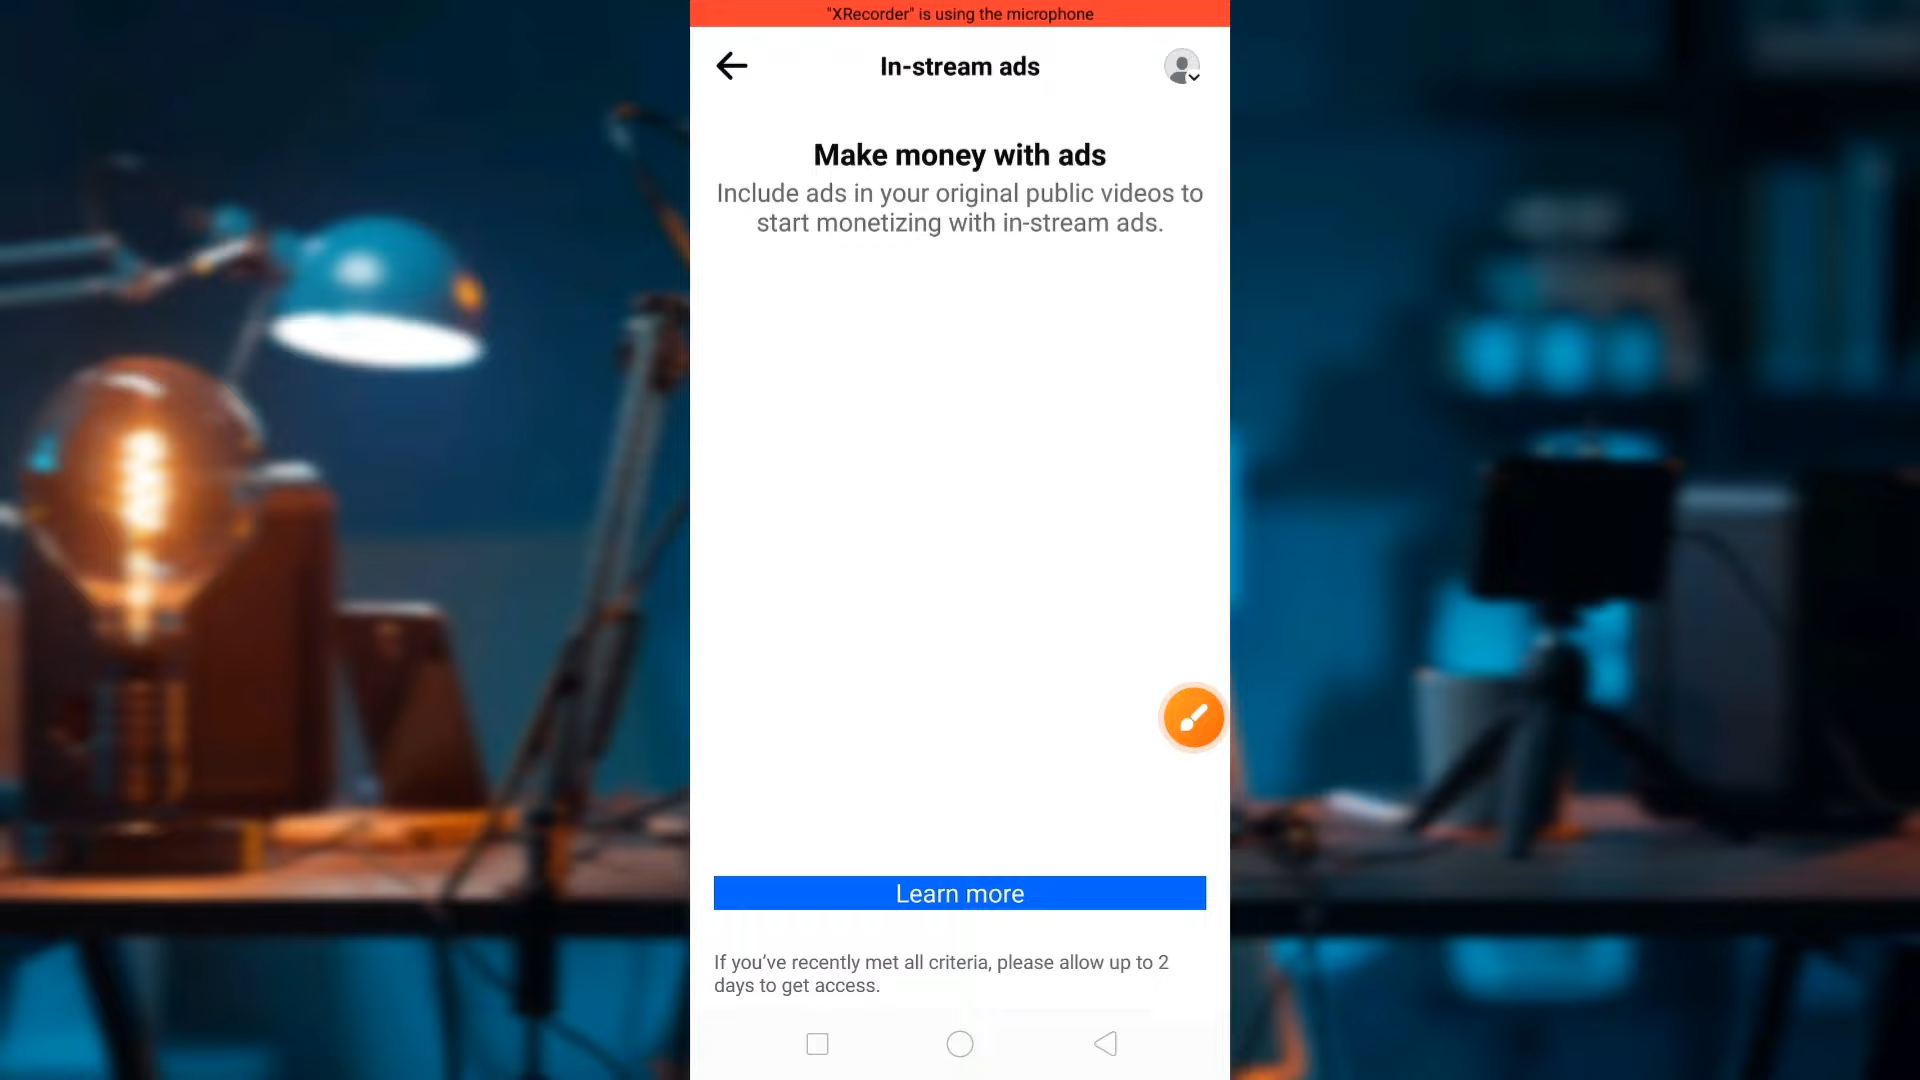 "XRecorder" is using the microphone
In-stream ads
Make money with ads
Include ads in your original public videos to
start monetizing with in-stream ads.
Learn more
If you’ve recently met all criteria, please allow up to 2
days to get access.